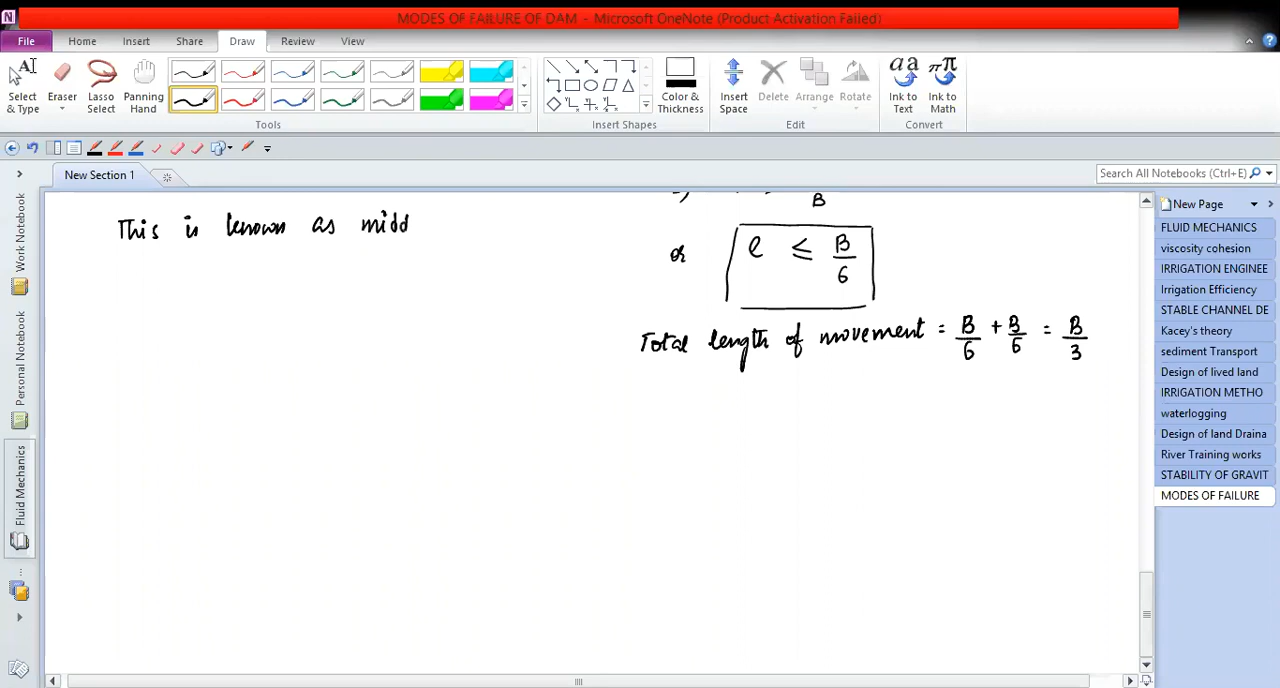 MODES OF FAILURE OF DAM - Microsoft OneNote (Product Activation Failed)
File Home Insert Share Draw Review View
Select & Type
Eraser
Lasso Select
Panning Hand
Tools
Insert Shapes
Color & Thickness
Insert Space
Delete
Arrange
Rotate
Edit
Ink to Text
Ink to Math
Convert
New Section 1
Search All Notebooks (Ctrl+E)
Work Notebook
Personal Notebook
Fluid Mechanics
New Page
FLUID MECHANICS
viscosity cohesion
IRRIGATION ENGINEE
Irrigation Efficiency
STABLE CHANNEL DE
Kacey's theory
sediment Transport
Design of lived land
IRRIGATION METHO
waterlogging
Design of land Draina
River Training works
STABILITY OF GRAVIT
MODES OF FAILURE
This is known as midd
B
or e ≤ B/6
Total length of movement = B/6 + B/6 = B/3